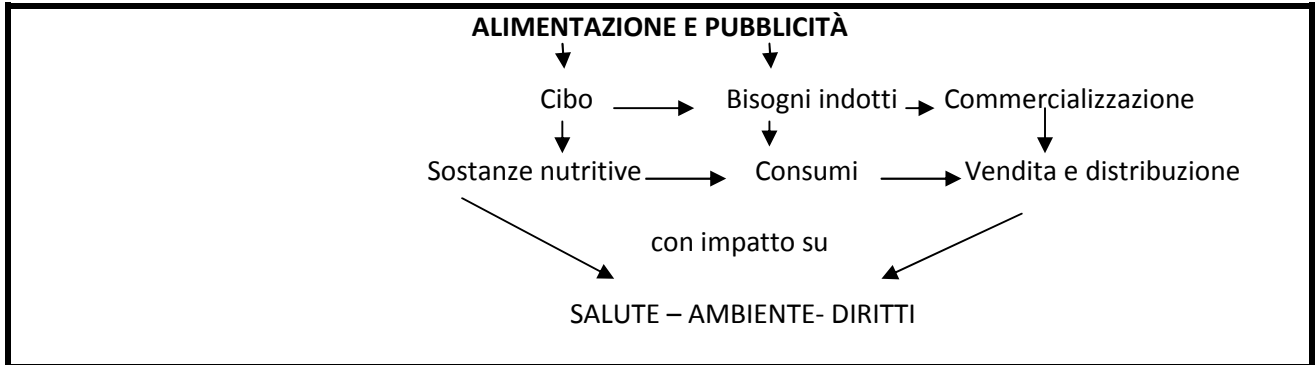 ALIMENTAZIONE E PUBBLICITÀ
Cibo Bisogni indotti Commercializzazione
Sostanze nutritive Consumi Vendita e distribuzione
con impatto su
SALUTE – AMBIENTE- DIRITTI